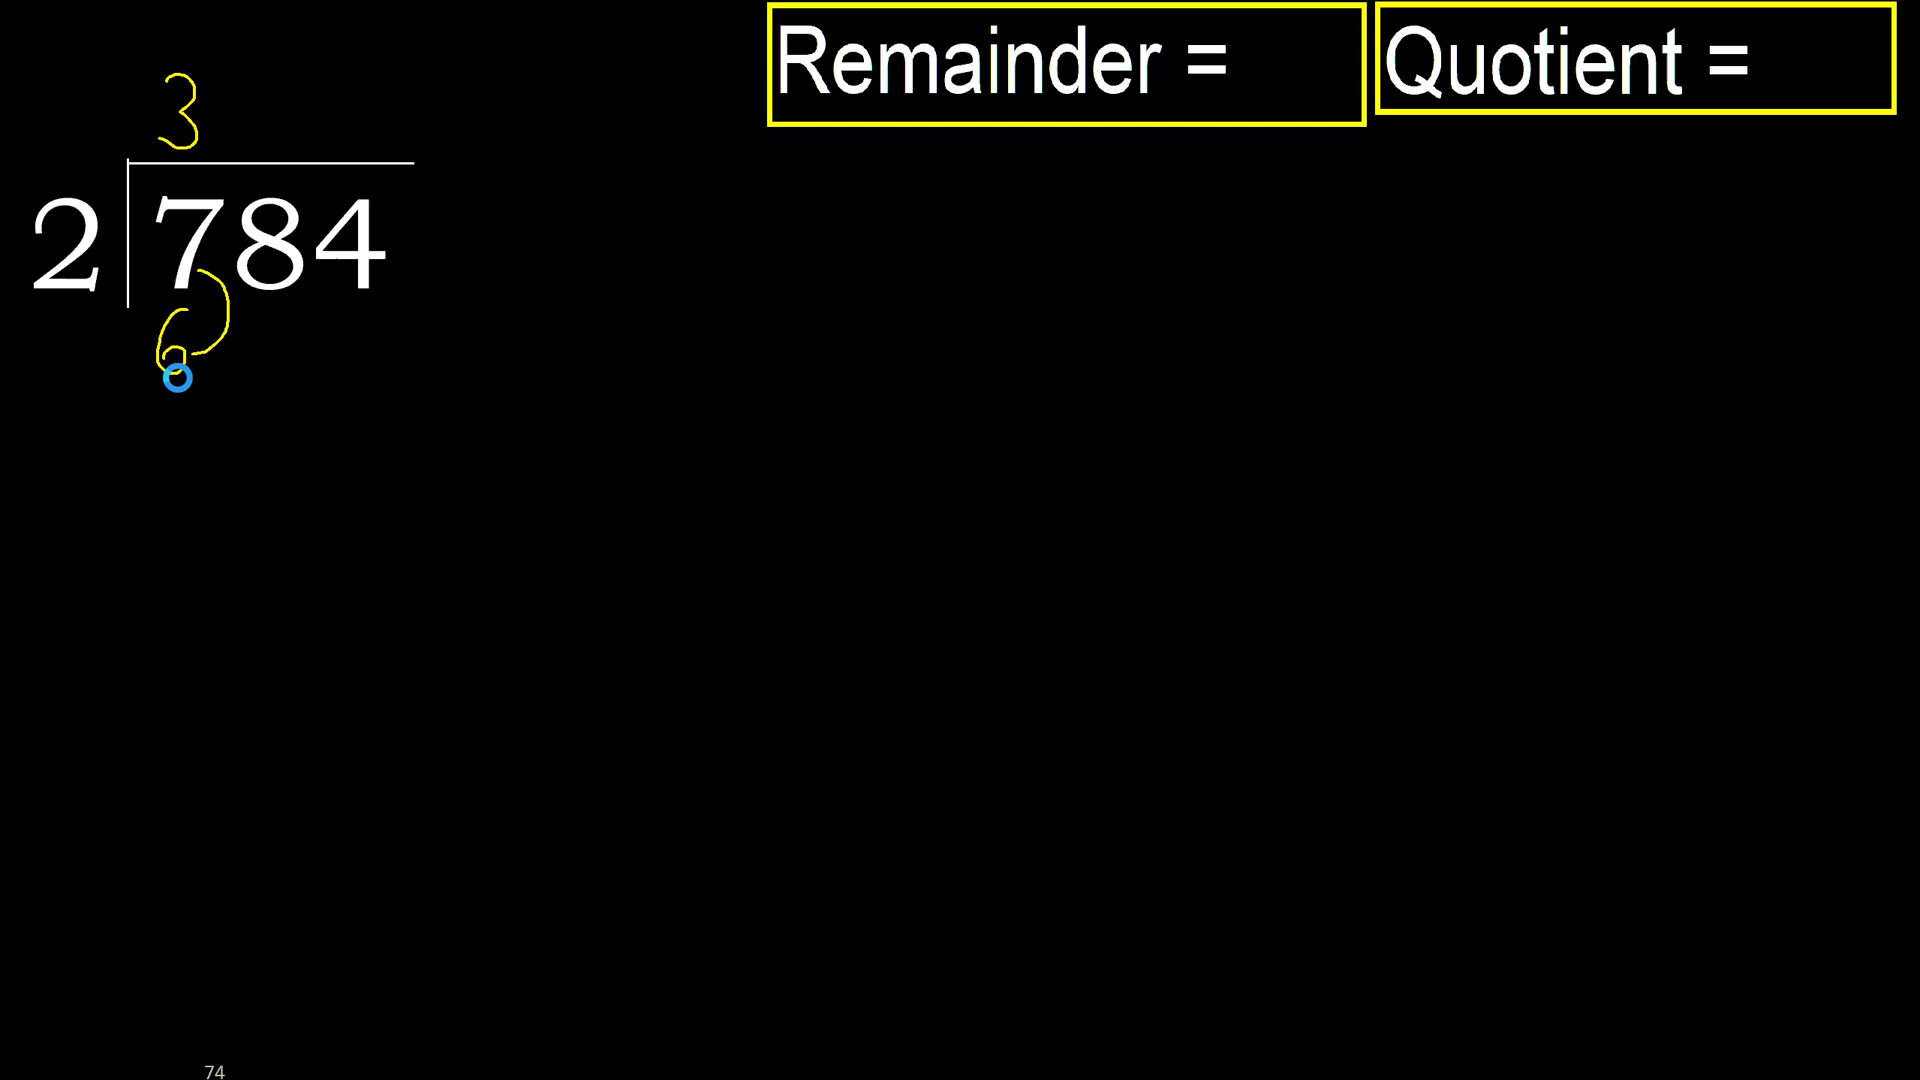 Remainder =
Quotient =
3
2 784
6
74